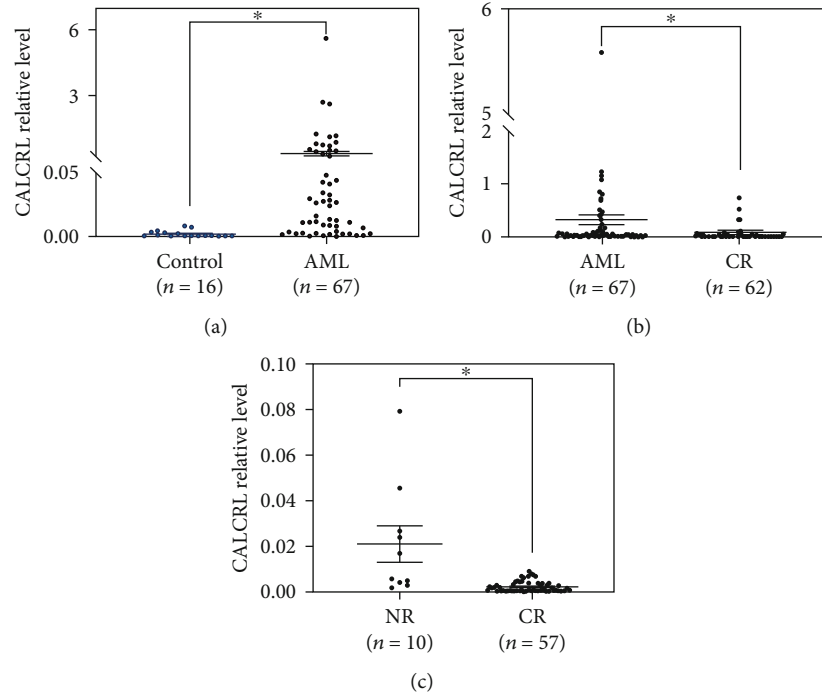 CALCRL relative level
6
3
0.05
0.00
*
Control
(n = 16)
AML
(n = 67)
(a)
CALCRL relative level
6
5
2
1
0
*
AML
(n = 67)
CR
(n = 62)
(b)
CALCRL relative level
0.10
0.08
0.06
0.04
0.02
0.00
*
NR
(n = 10)
CR
(n = 57)
(c)